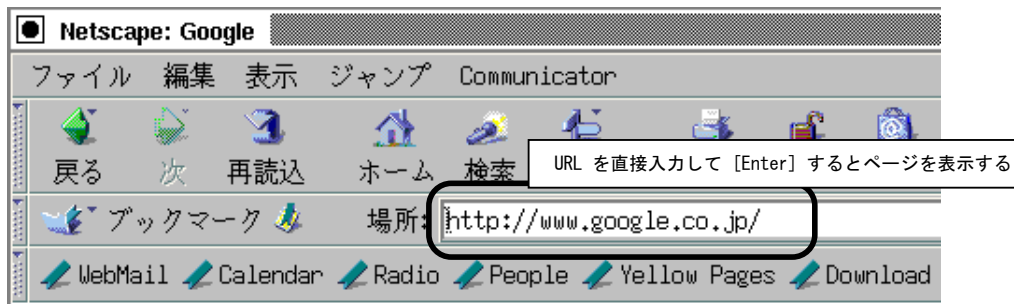 Netscape: Google
ファイル 編集 表示 ジャンプ Communicator
戻る 次 再読込 ホーム 検索
URL を直接入力して [Enter] するとページを表示する
ブックマーク 場所: http://www.google.co.jp/
WebMail Calendar Radio People Yellow Pages Download